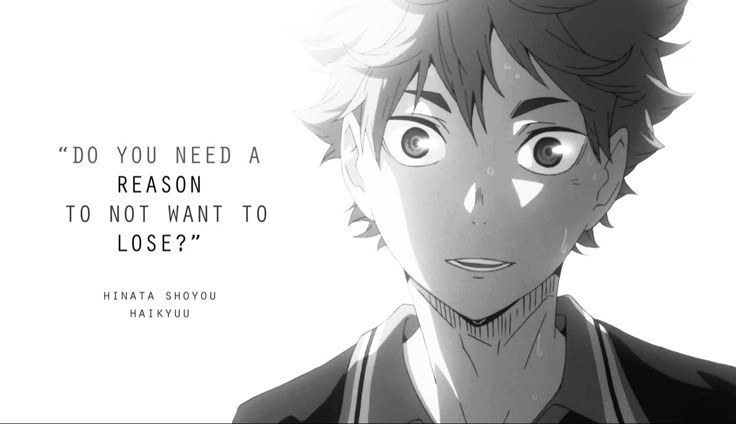 “DO YOU NEED A
REASON
TO NOT WANT TO
LOSE?”
HINATA SHOYOU
HAIKYUU